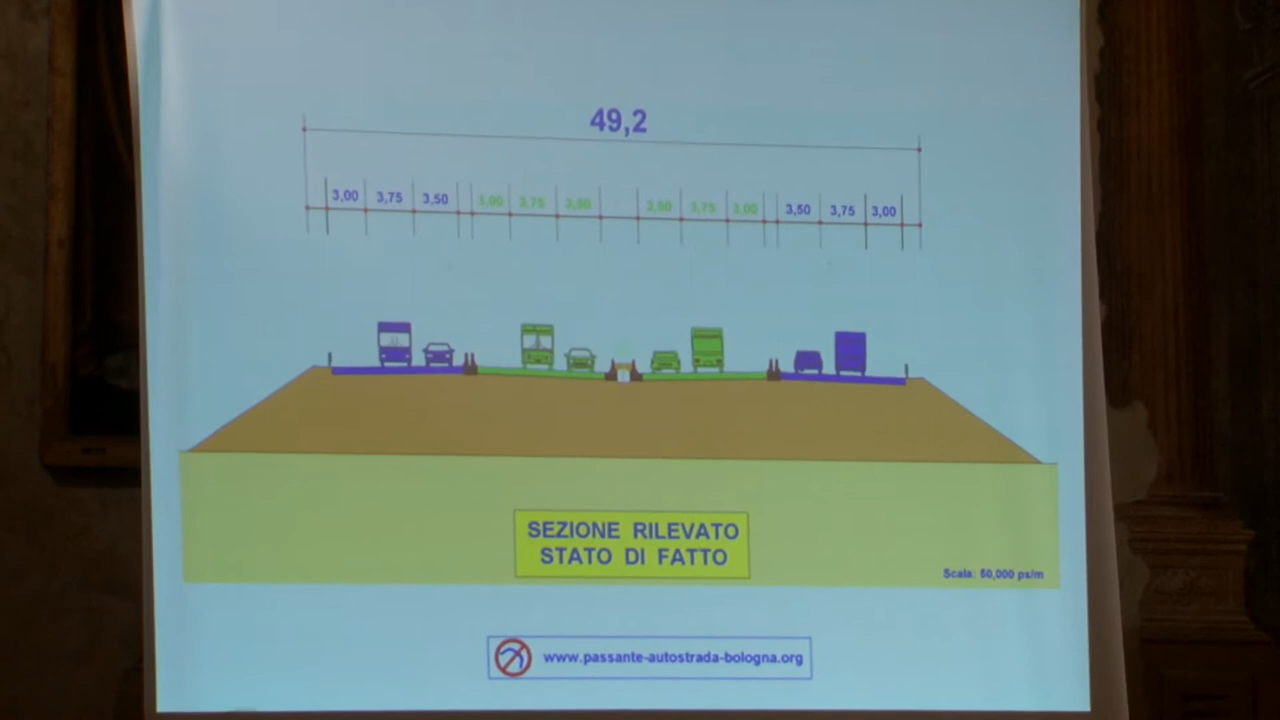 49,2
3,00 3,75 3,50 3,00 3,75 3,50 3,50 3,75 3,00 3,50 3,75 3,00
SEZIONE RILEVATO
STATO DI FATTO
Scala: 50,000 ps/m
www.passante-autostrada-bologna.org